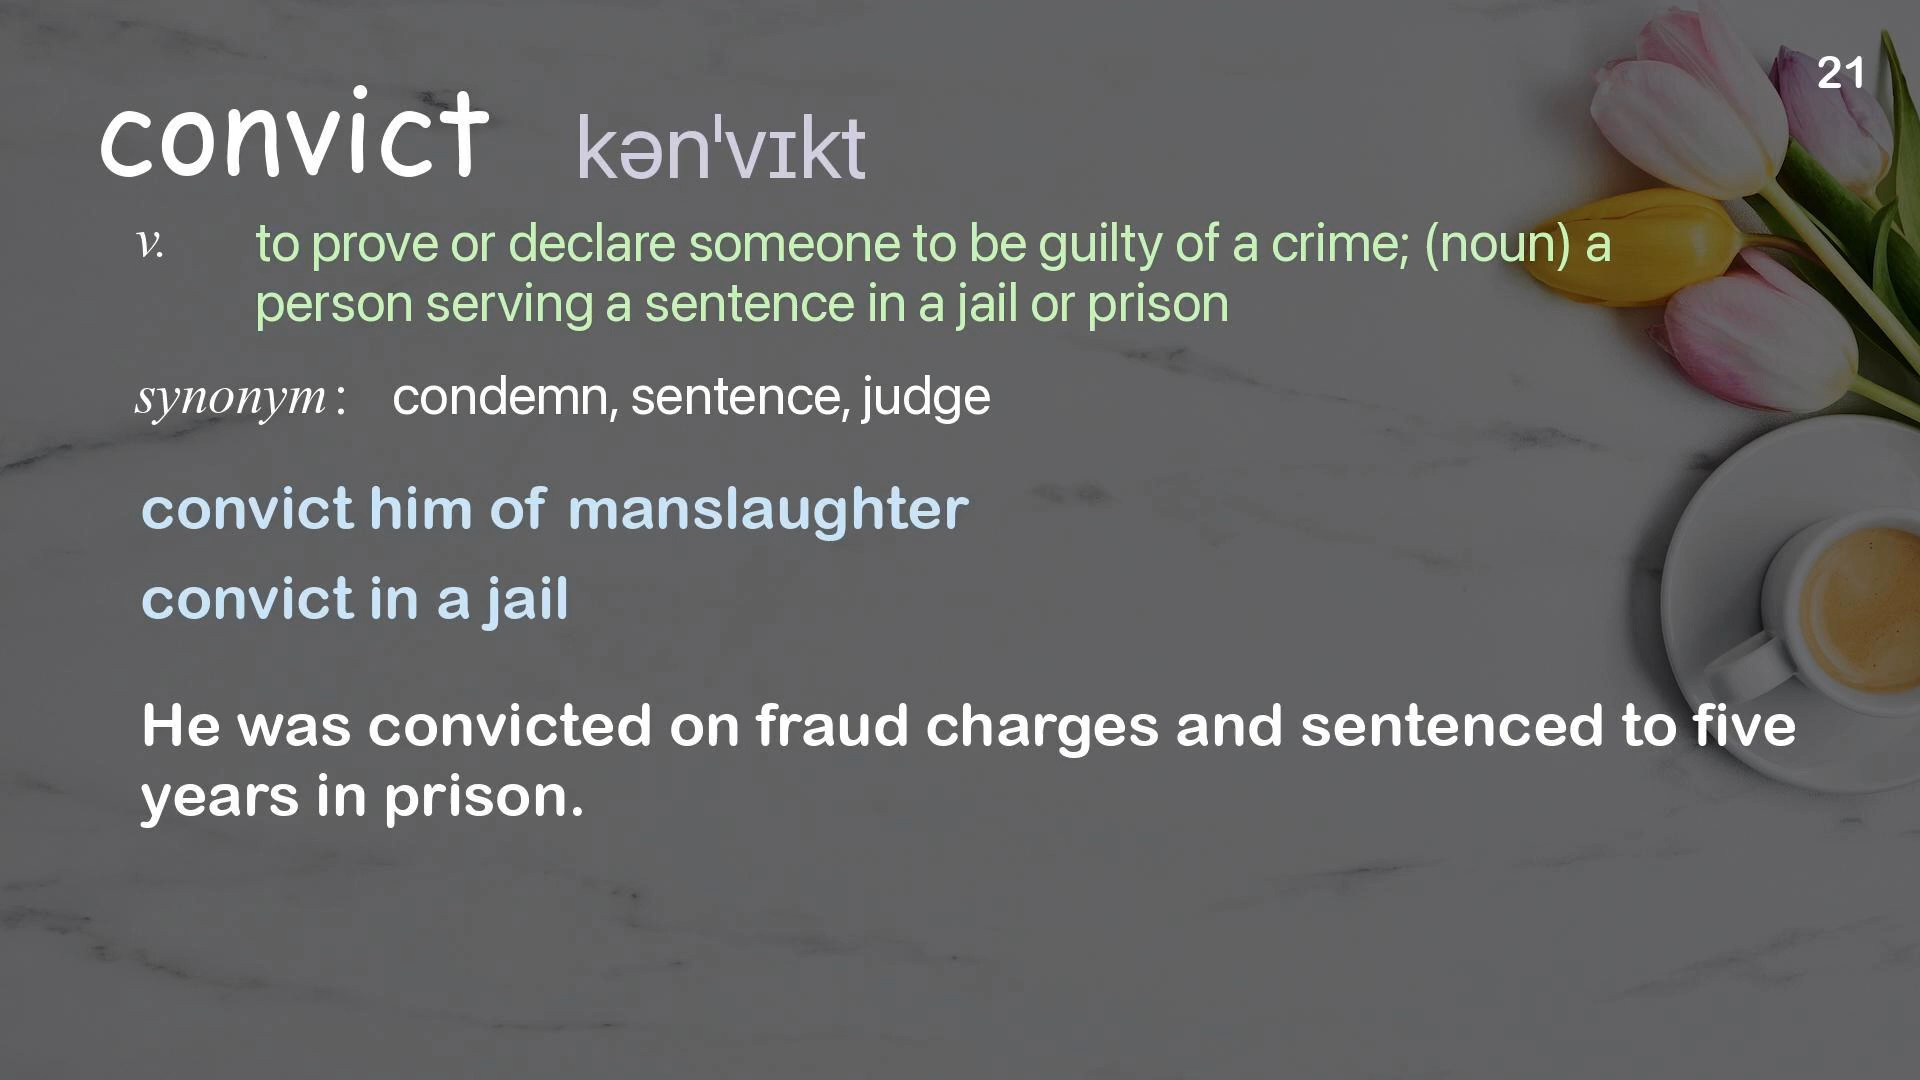 21
convict kənˈvɪkt
v. to prove or declare someone to be guilty of a crime; (noun) a
person serving a sentence in a jail or prison
synonym: condemn, sentence, judge
convict him of manslaughter
convict in a jail
He was convicted on fraud charges and sentenced to five
years in prison.